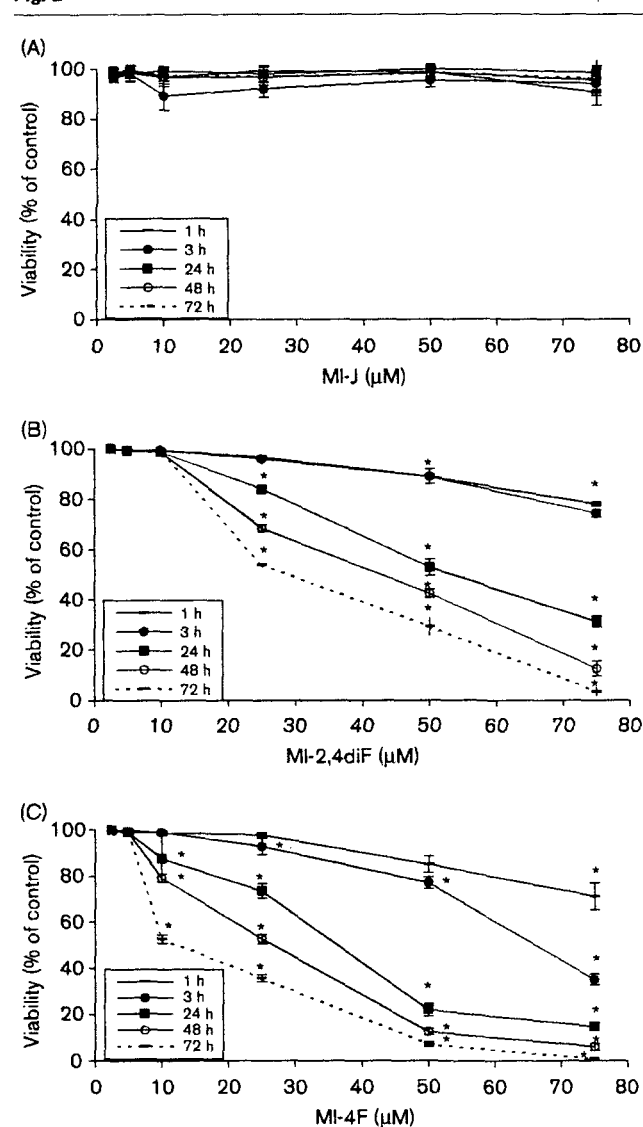 (A)
100
80
60
40
20
0
Viability (% of control)
1 h
3 h
24 h
48 h
72 h
0 10 20 30 40 50 60 70 80
MI-J (μM)
(B)
100
80
60
40
20
0
Viability (% of control)
1 h
3 h
24 h
48 h
72 h
0 10 20 30 40 50 60 70 80
MI-2,4diF (μM)
(C)
100
80
60
40
20
0
Viability (% of control)
1 h
3 h
24 h
48 h
72 h
0 10 20 30 40 50 60 70 80
MI-4F (μM)